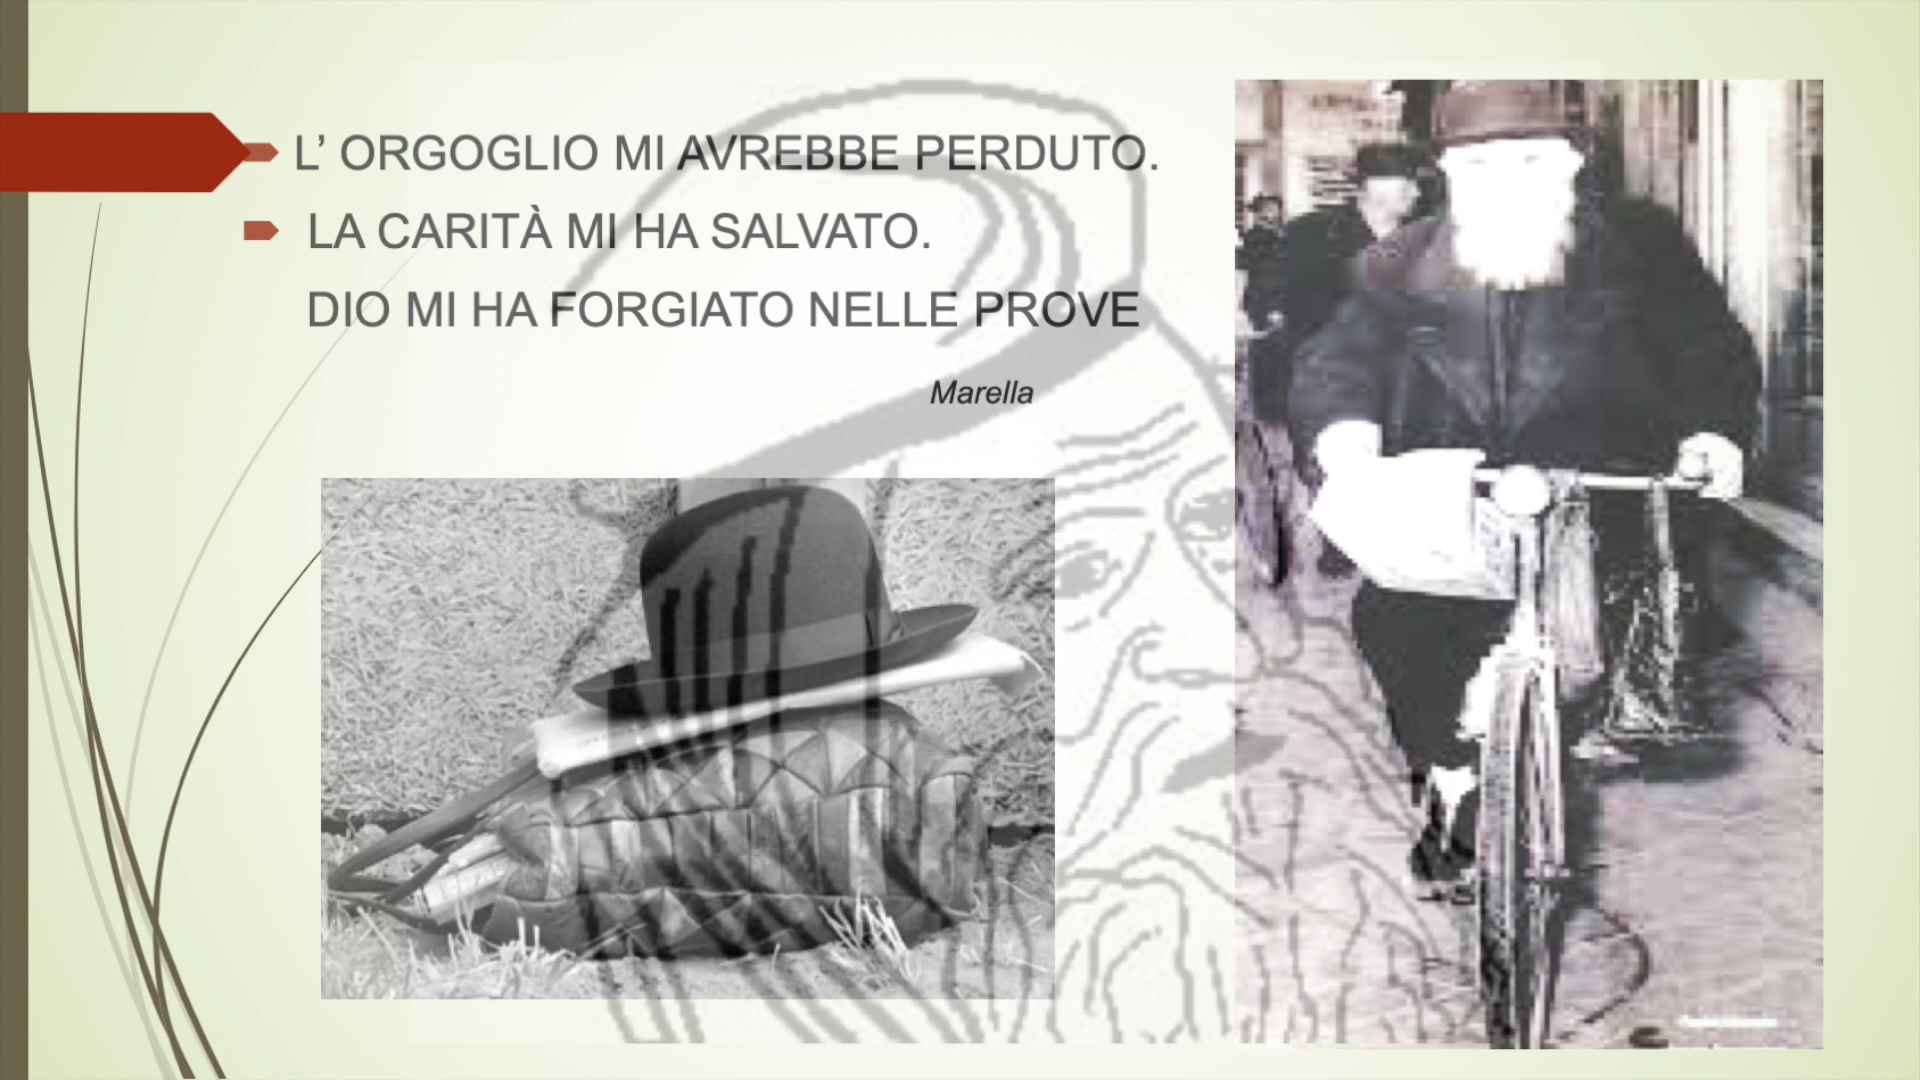 L’ ORGOGLIO MI AVREBBE PERDUTO.
LA CARITÀ MI HA SALVATO.
DIO MI HA FORGIATO NELLE PROVE
Marella